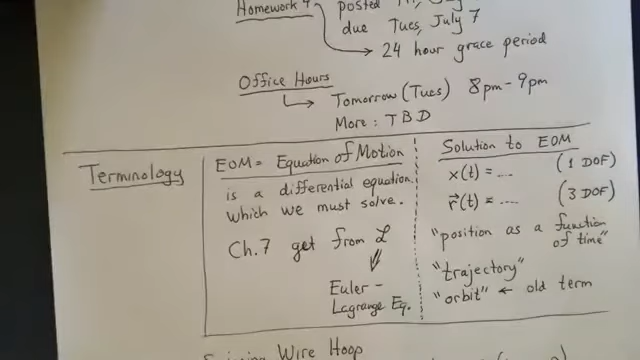 Homework 4
posted
due Tues, July 7
→ 24 hour grace period
Office Hours
→ Tomorrow (Tues) 8pm - 9pm
More : TBD
Terminology
EOM = Equation of Motion
is a differential equation
which we must solve.
Ch.7 get from ℒ
⇓
Euler -
Lagrange Eq.
Solution to EOM
x(t) = ... (1 DOF)
r⃗(t) = .... (3 DOF)
"position as a function
of time"
"trajectory"
"orbit" ← old term
Wire Hoop